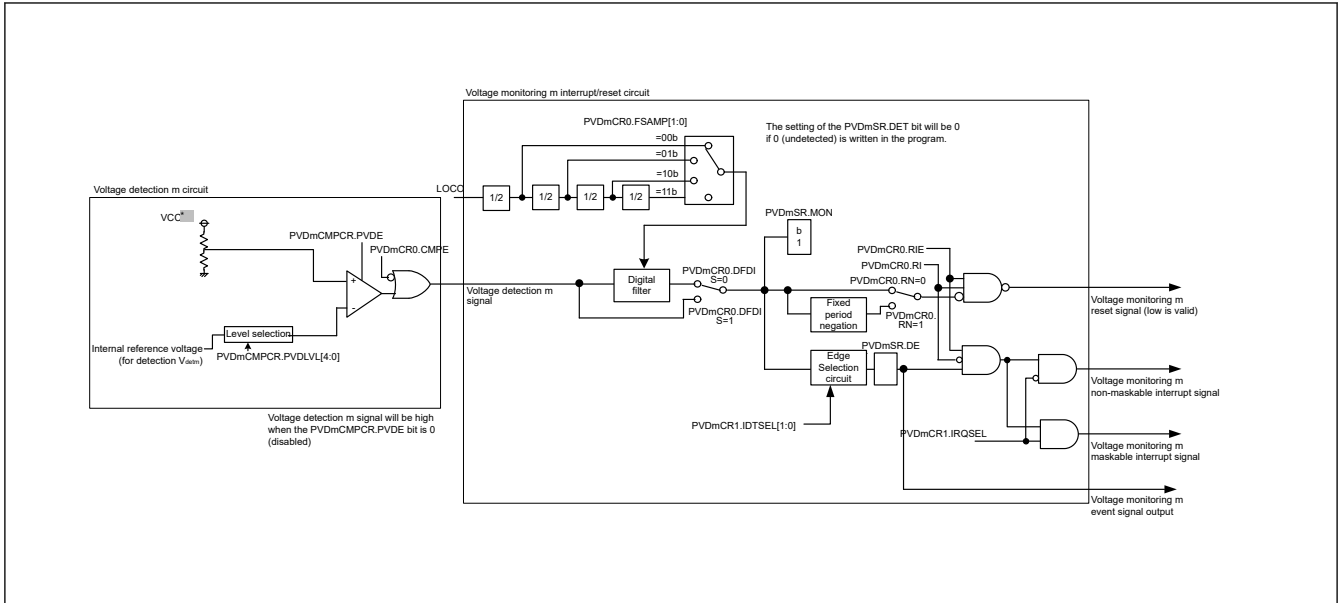 Voltage monitoring m interrupt/reset circuit
PVDmCR0.FSAMP[1:0]
The setting of the PVDmSR.DET bit will be 0
if 0 (undetected) is written in the program.
=00b
=01b
=10b
=11b
LOCO
1/2
1/2
1/2
1/2
Voltage detection m circuit
VCC*
PVDmCMPCR.PVDE
PVDmCR0.CMPE
+
-
Level selection
Internal reference voltage
(for detection Vdetm)
PVDmCMPCR.PVDLVL[4:0]
Voltage detection m signal will be high
when the PVDmCMPCR.PVDE bit is 0
(disabled)
Voltage detection m
signal
Digital
filter
PVDmCR0.DFDI
S=0
PVDmCR0.DFDI
S=1
PVDmSR.MON
b
1
PVDmCR0.RIE
PVDmCR0.RI
PVDmCR0.RN=0
Fixed
period
negation
PVDmCR0.
RN=1
Voltage monitoring m
reset signal (low is valid)
Edge
Selection
circuit
PVDmSR.DE
PVDmCR1.IDTSEL[1:0]
PVDmCR1.IRQSEL
Voltage monitoring m
non-maskable interrupt signal
Voltage monitoring m
maskable interrupt signal
Voltage monitoring m
event signal output